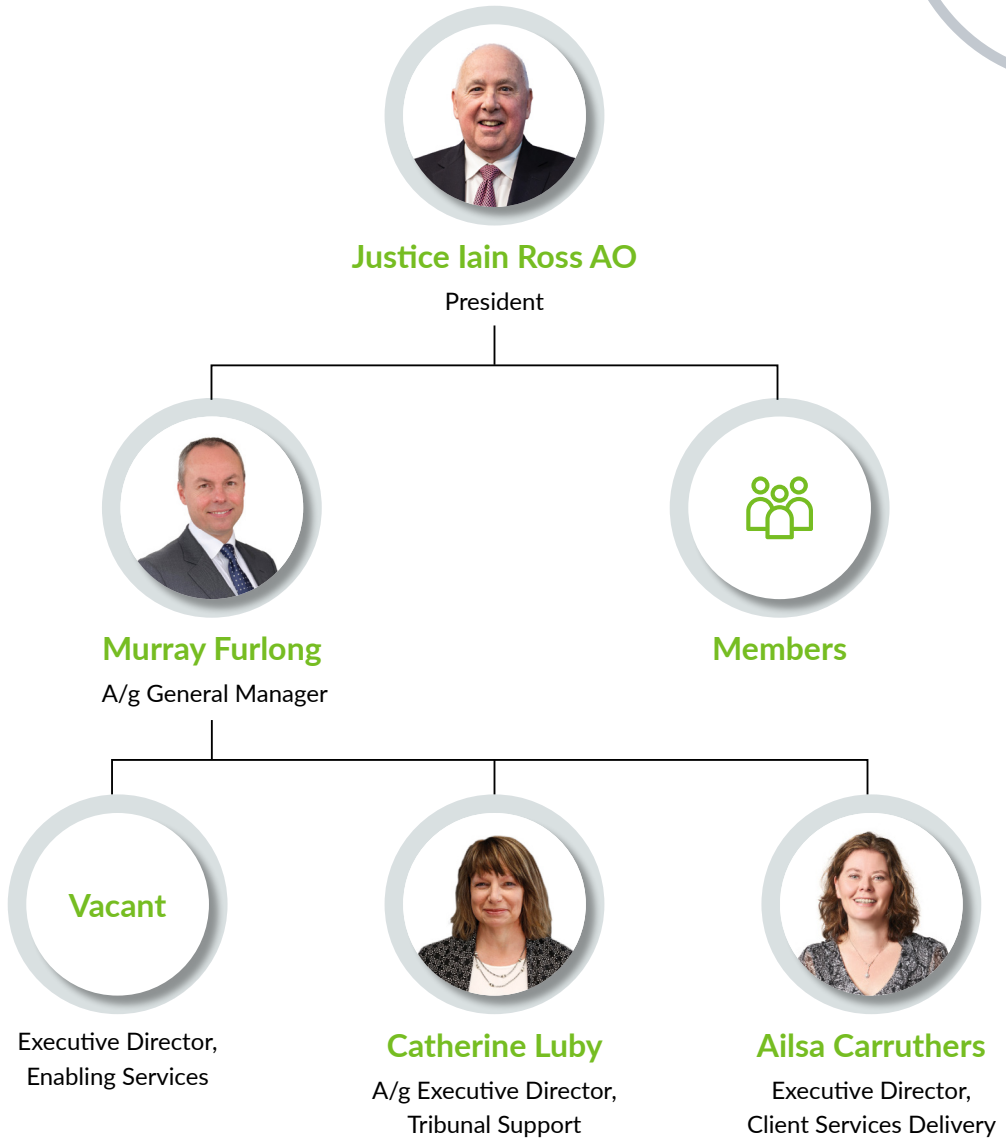 Justice Iain Ross AO
President
Murray Furlong
A/g General Manager
Members
Vacant
Executive Director,
Enabling Services
Catherine Luby
A/g Executive Director,
Tribunal Support
Ailsa Carruthers
Executive Director,
Client Services Delivery